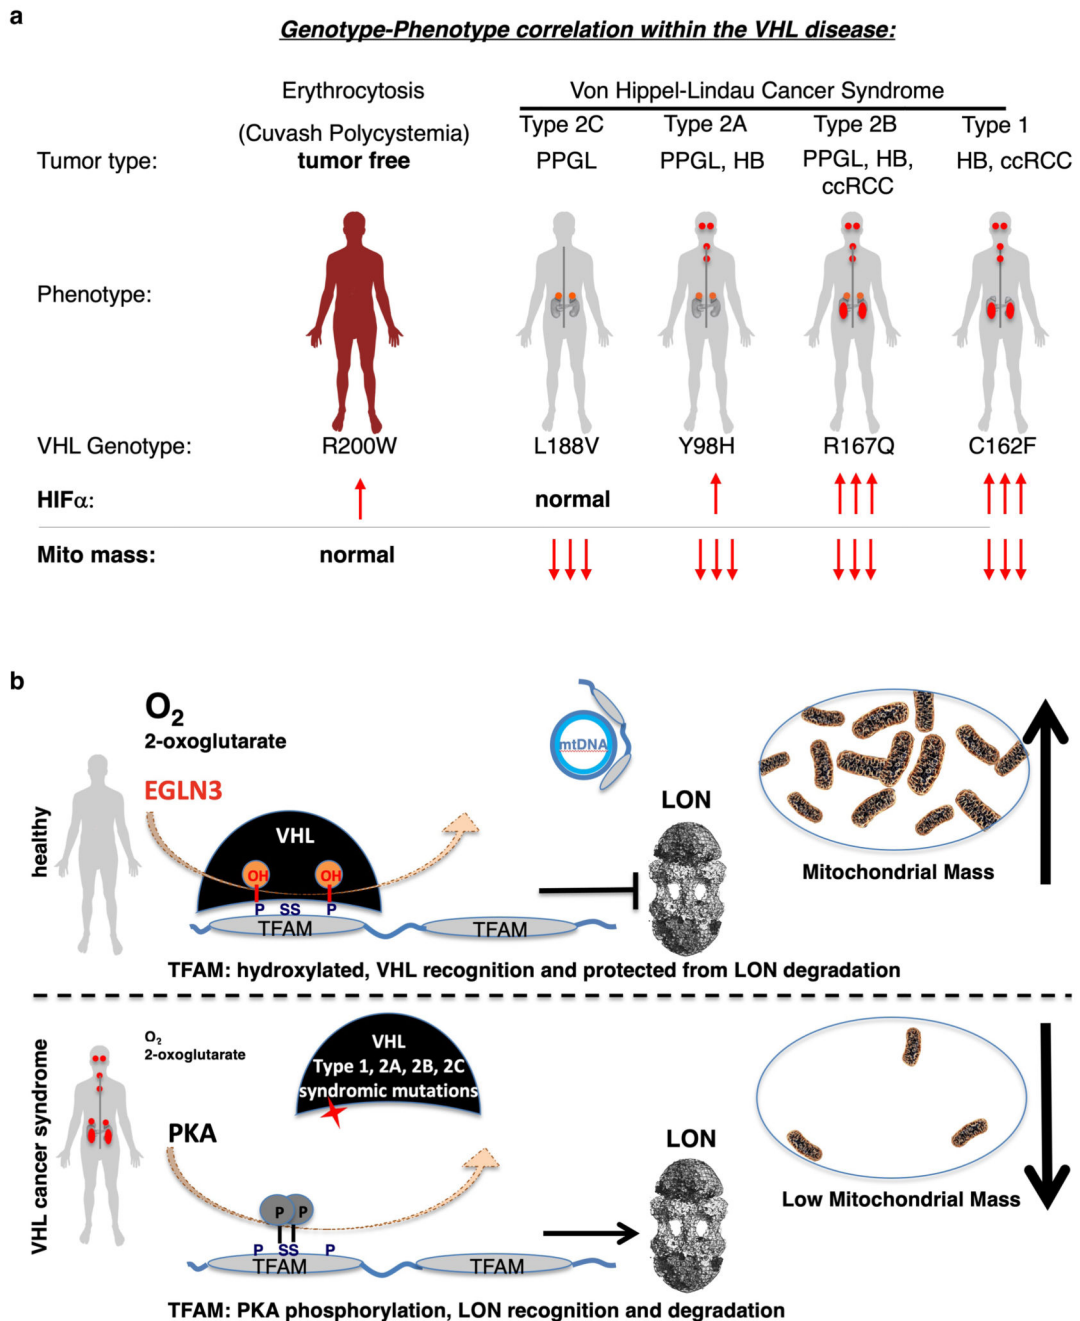 a
Genotype-Phenotype correlation within the VHL disease:
Erythrocytosis
Von Hippel-Lindau Cancer Syndrome
(Cuvash Polycystemia)
Type 2C Type 2A Type 2B Type 1
Tumor type: tumor free PPGL PPGL, HB PPGL, HB, HB, ccRCC
ccRCC
Phenotype:
VHL Genotype: R200W L188V Y98H R167Q C162F
HIFα: normal
Mito mass: normal
b
O2
2-oxoglutarate
EGLN3
healthy
VHL
OH OH
P SS P
TFAM TFAM
mtDNA
LON
Mitochondrial Mass
TFAM: hydroxylated, VHL recognition and protected from LON degradation
VHL cancer syndrome
O2
2-oxoglutarate
VHL
Type 1, 2A, 2B, 2C
syndromic mutations
PKA
P P
P SS P
TFAM TFAM
LON
Low Mitochondrial Mass
TFAM: PKA phosphorylation, LON recognition and degradation